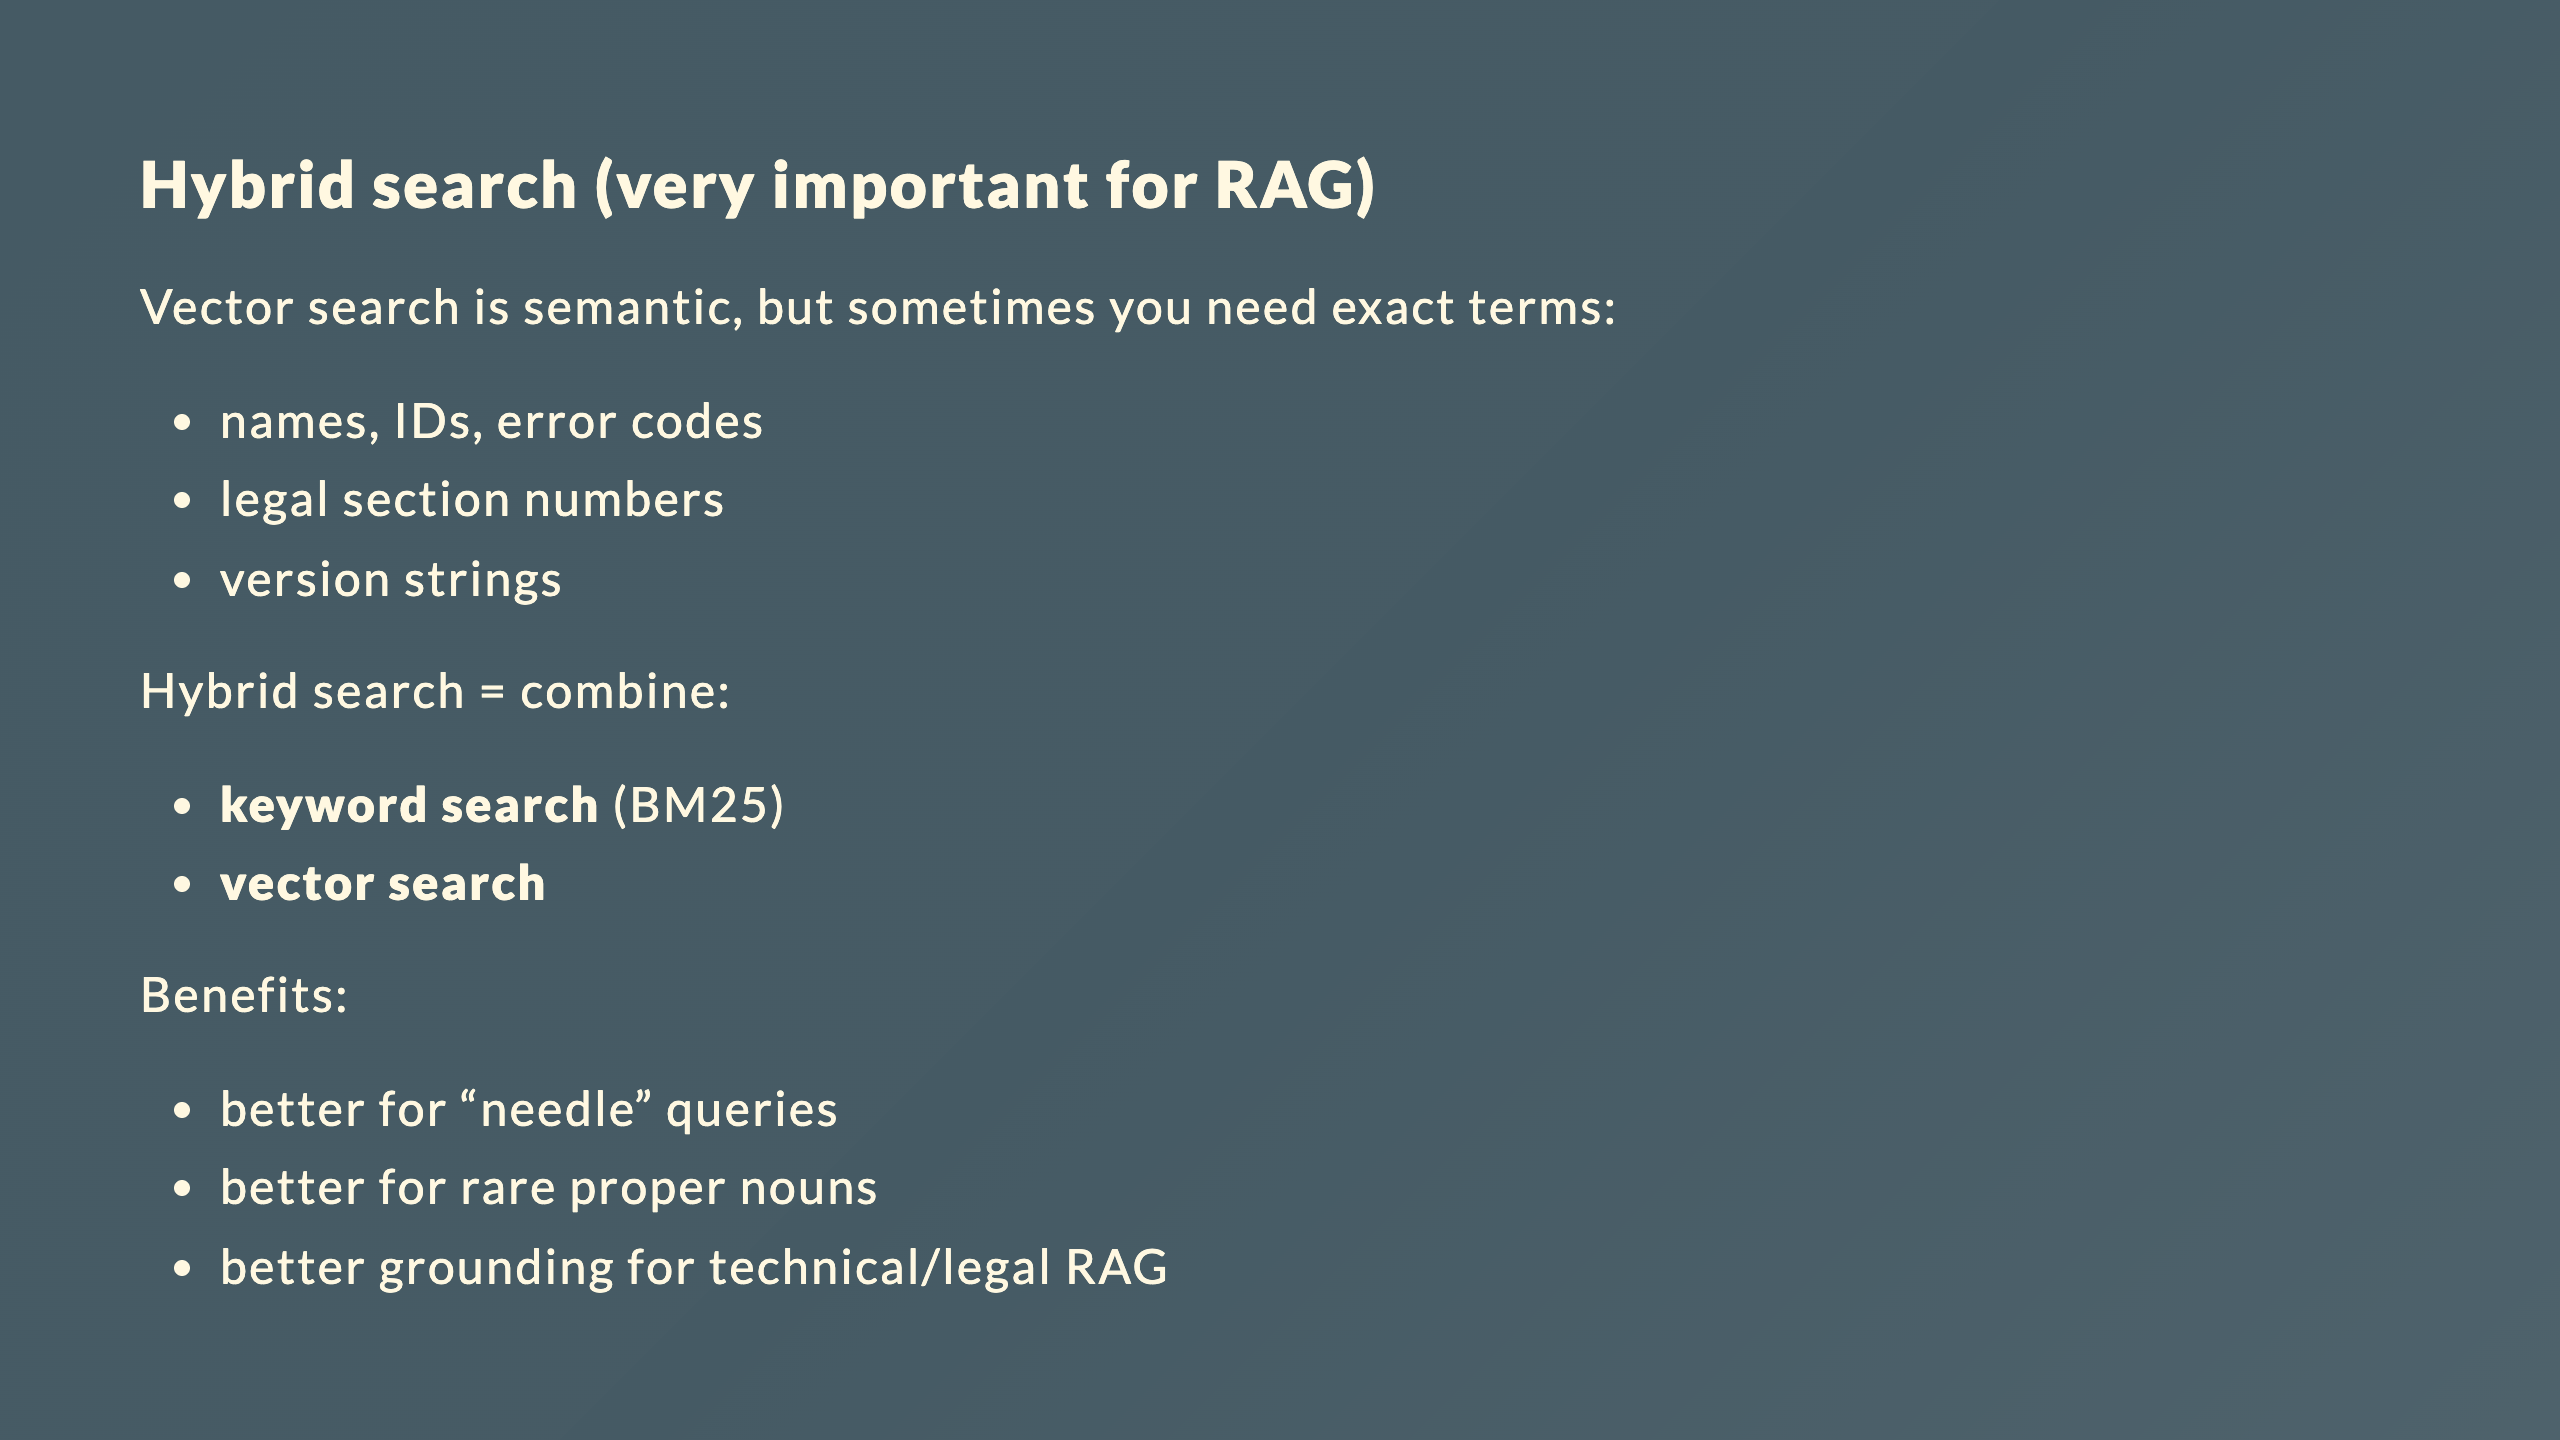 Hybrid search (very important for RAG)
Vector search is semantic, but sometimes you need exact terms:
• names, IDs, error codes
• legal section numbers
• version strings
Hybrid search = combine:
• keyword search (BM25)
• vector search
Benefits:
• better for “needle” queries
• better for rare proper nouns
• better grounding for technical/legal RAG